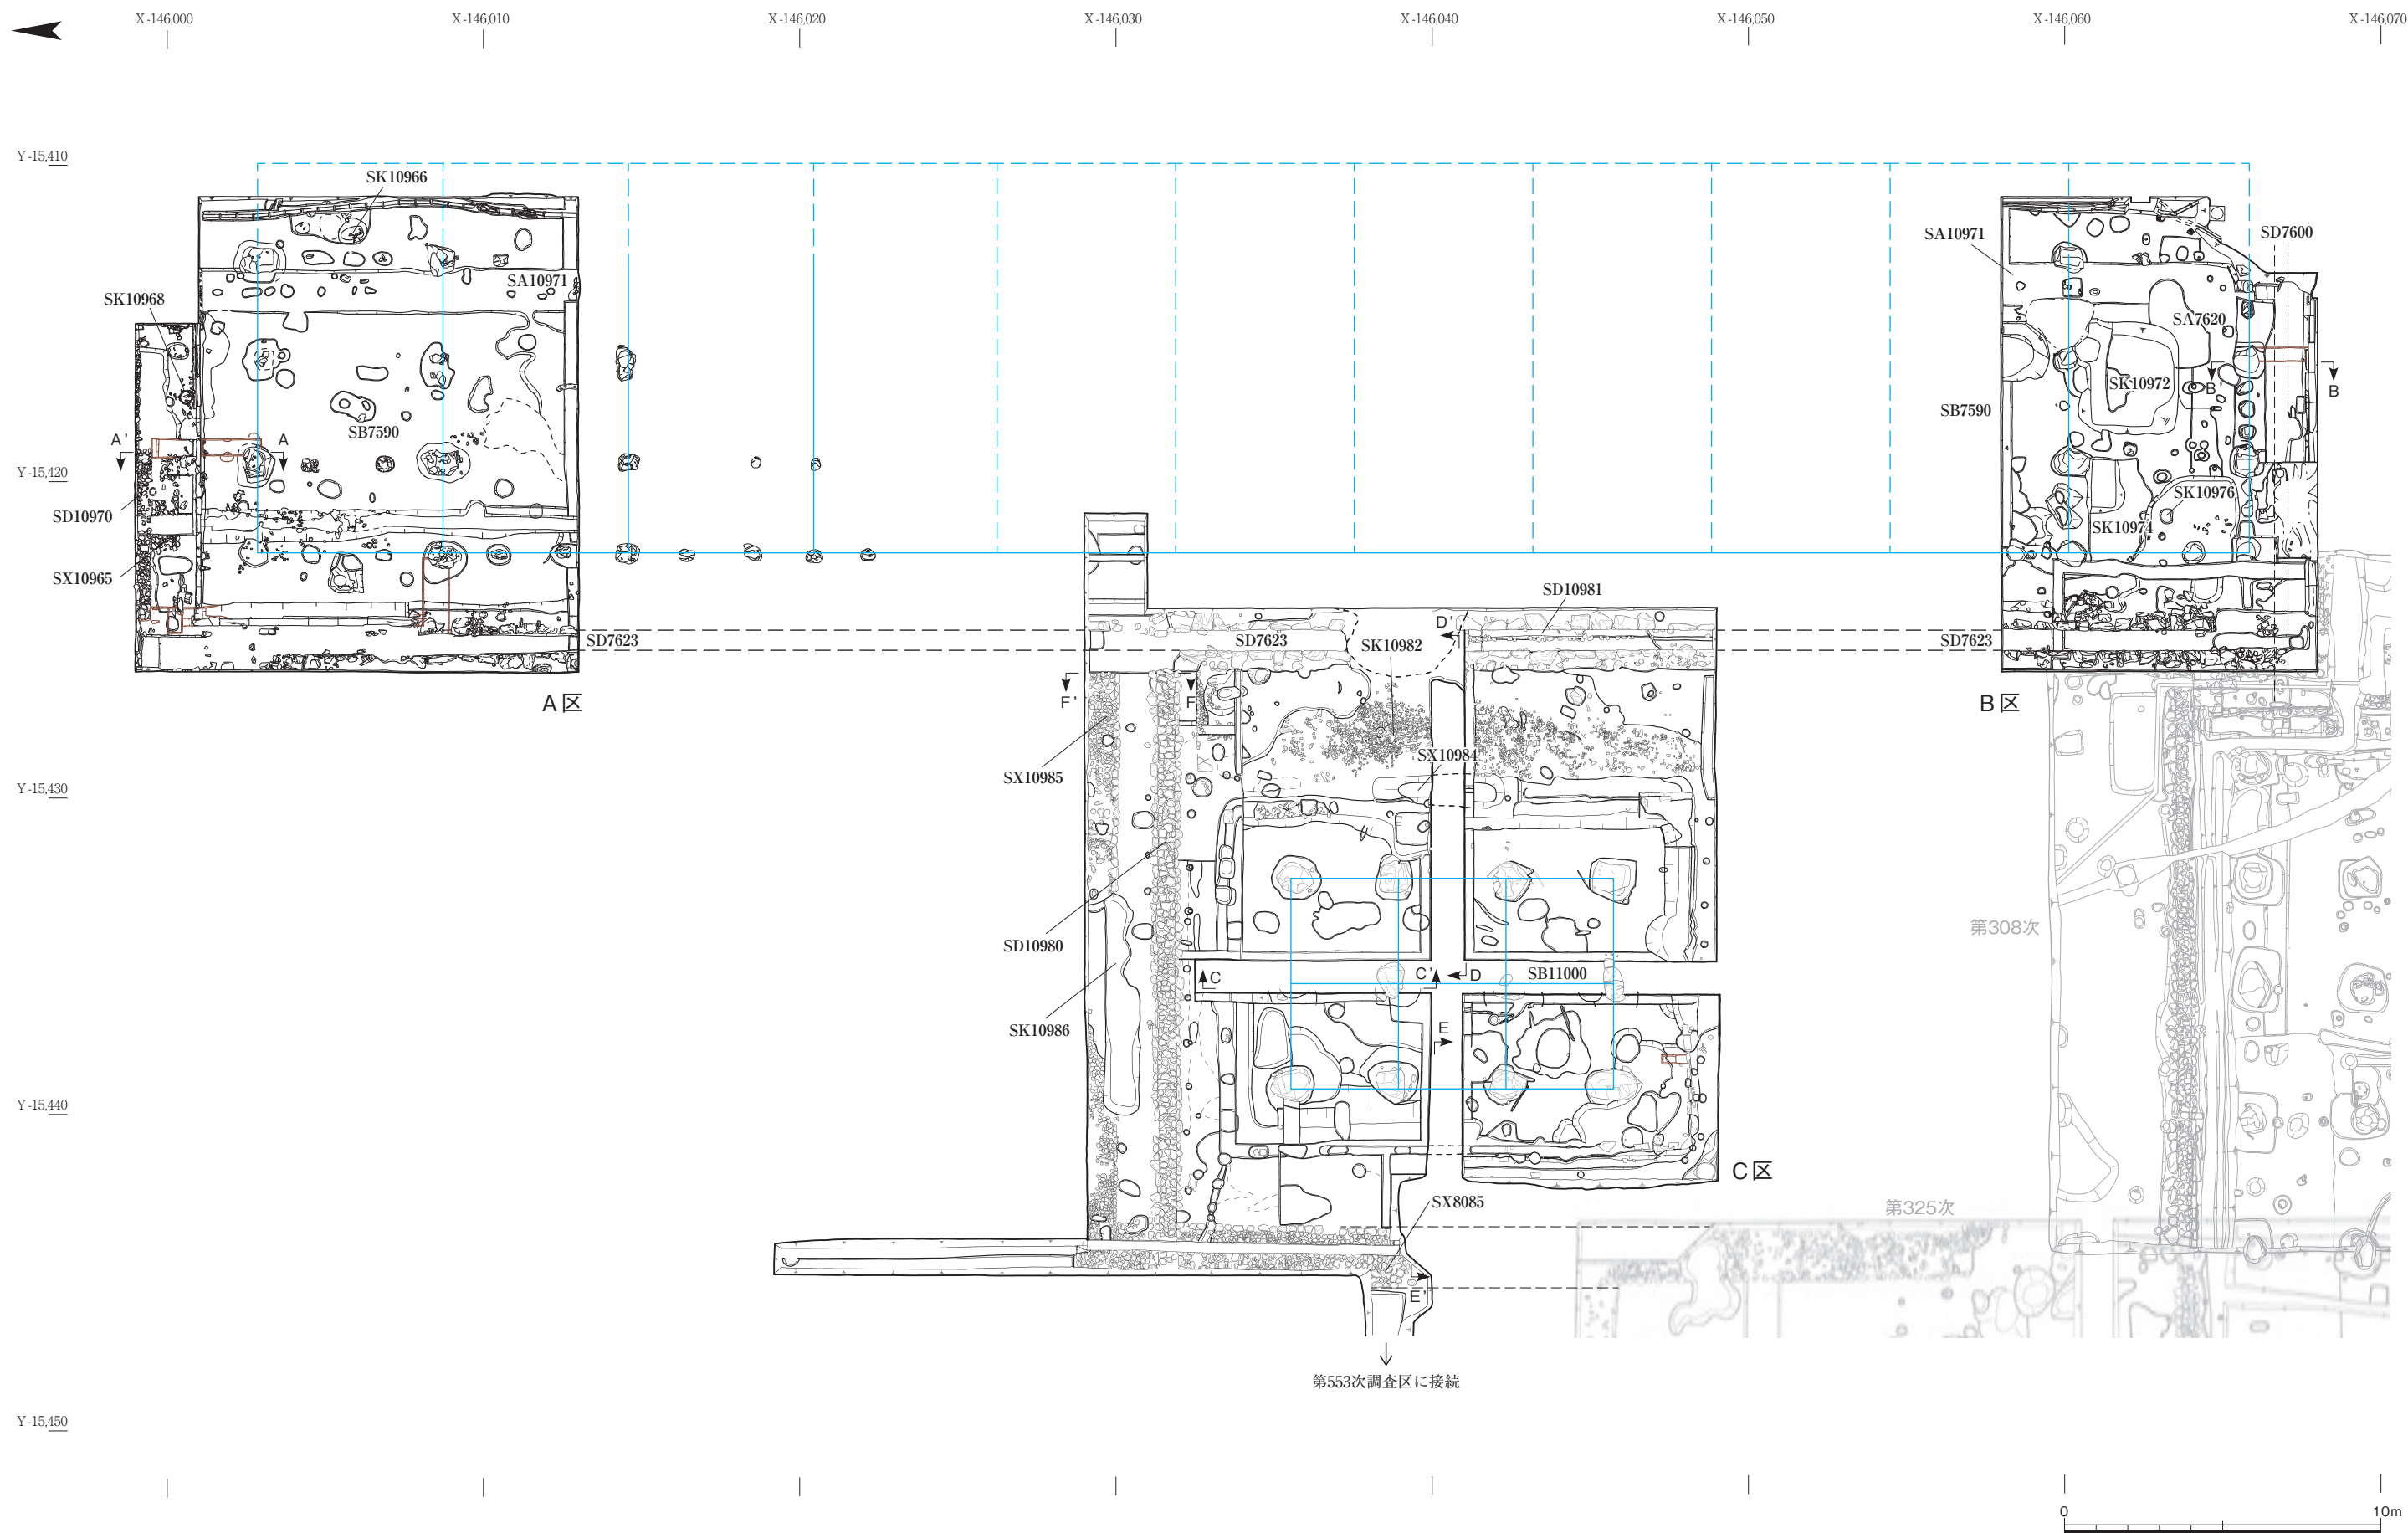 X-146,000
X-146,010
X-146,020
X-146,030
X-146,040
X-146,050
X-146,060
X-146,070
Y-15,410
SK10966
SA10971
SK10968
SB7590
A'
A
Y-15,420
SD10970
SX10965
SD7623
A区
SA10971
SD7600
SA7620
SK10972
B'
B
SB7590
SK10976
SK10974
SD7623
B区
SD10981
D'
SD7623
SK10982
F'
F
SX10984
SX10985
Y-15,430
SD10980
C
C'
D
SB11000
SK10986
E
Y-15,440
C区
SX8085
E'
第308次
第325次
第553次調査区に接続
Y-15,450
0
10m